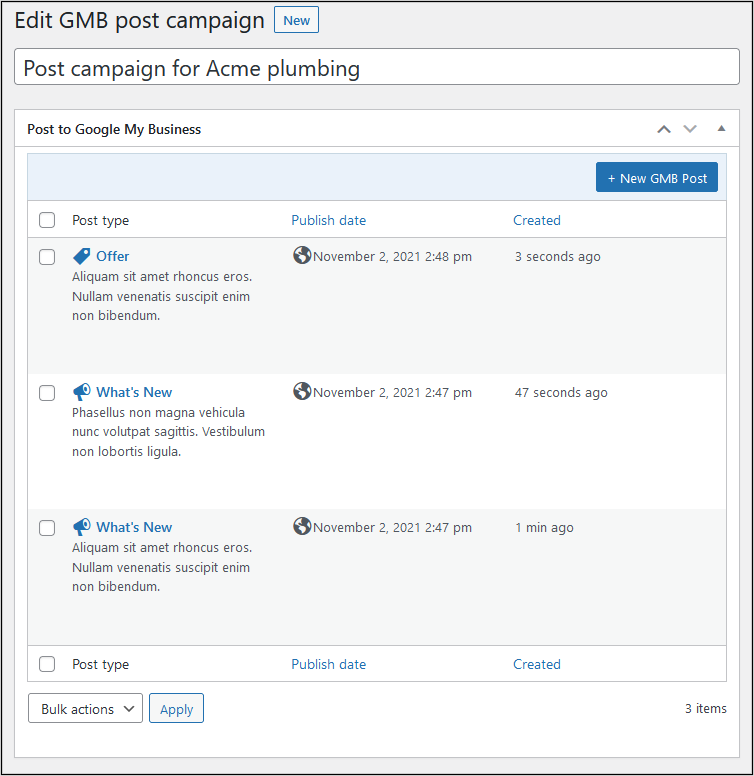 Edit GMB post campaign New
Post campaign for Acme plumbing
Post to Google My Business
+ New GMB Post
Post type Publish date Created
Offer November 2, 2021 2:48 pm 3 seconds ago
Aliquam sit amet rhoncus eros.
Nullam venenatis suscipit enim
non bibendum.
What's New November 2, 2021 2:47 pm 47 seconds ago
Phasellus non magna vehicula
nunc volutpat sagittis. Vestibulum
non lobortis ligula.
What's New November 2, 2021 2:47 pm 1 min ago
Aliquam sit amet rhoncus eros.
Nullam venenatis suscipit enim
non bibendum.
Post type Publish date Created
Bulk actions Apply 3 items